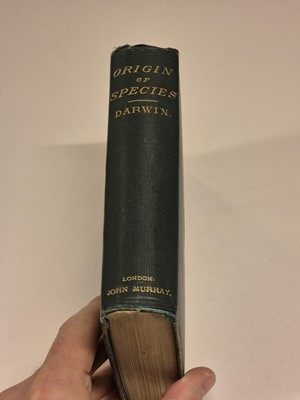 ORIGIN
OF
SPECIES
DARWIN.
LONDON:
JOHN MURRAY.